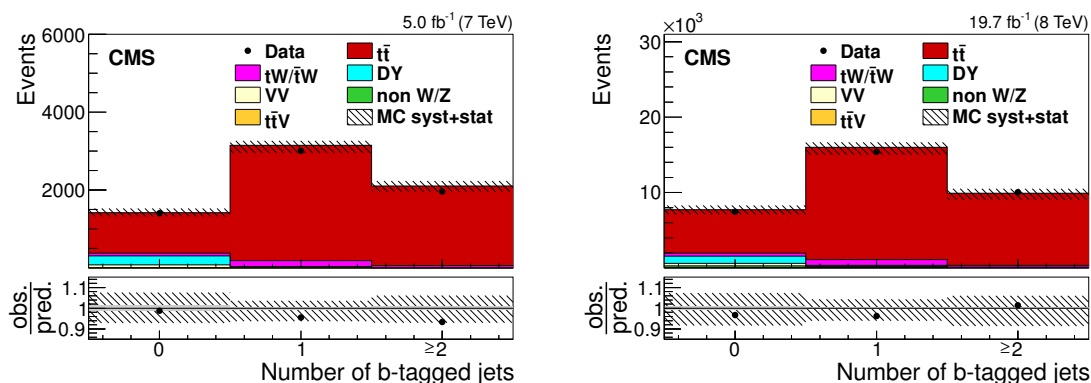 5.0 fb⁻¹ (7 TeV)
Events
6000
4000
2000
CMS
Data
tt̄
tW/t̄W
DY
VV
non W/Z
tt̄V
MC syst+stat
obs.
pred.
1.1
1
0.9
0 1 ≥2
Number of b-tagged jets
×10³
19.7 fb⁻¹ (8 TeV)
Events
30
20
10
CMS
Data
tt̄
tW/t̄W
DY
VV
non W/Z
tt̄V
MC syst+stat
obs.
pred.
1.1
1
0.9
0 1 ≥2
Number of b-tagged jets